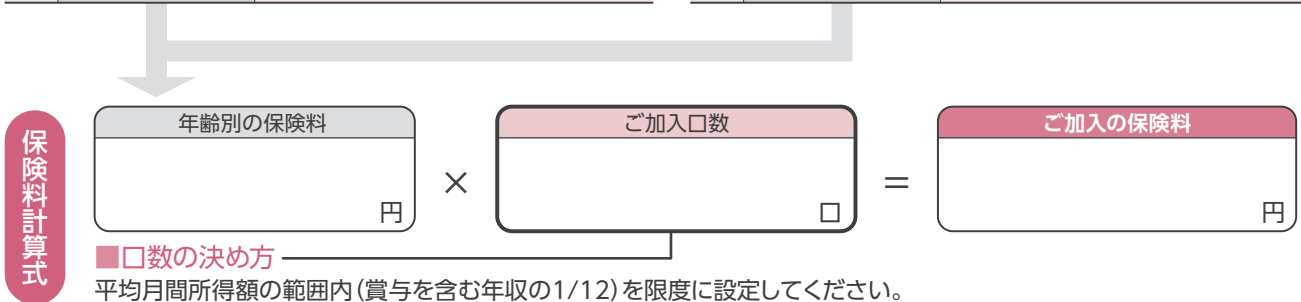 保険料計算式
年齢別の保険料
円
×
ご加入口数
口
=
ご加入の保険料
円
■口数の決め方
平均月間所得額の範囲内(賞与を含む年収の1/12)を限度に設定してください。